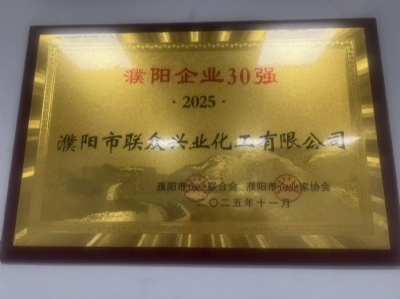 濮阳企业30强
·2025·
濮阳市联众兴业化工有限公司
濮阳市企业联合会 濮阳市企业家协会
二〇二五年十一月